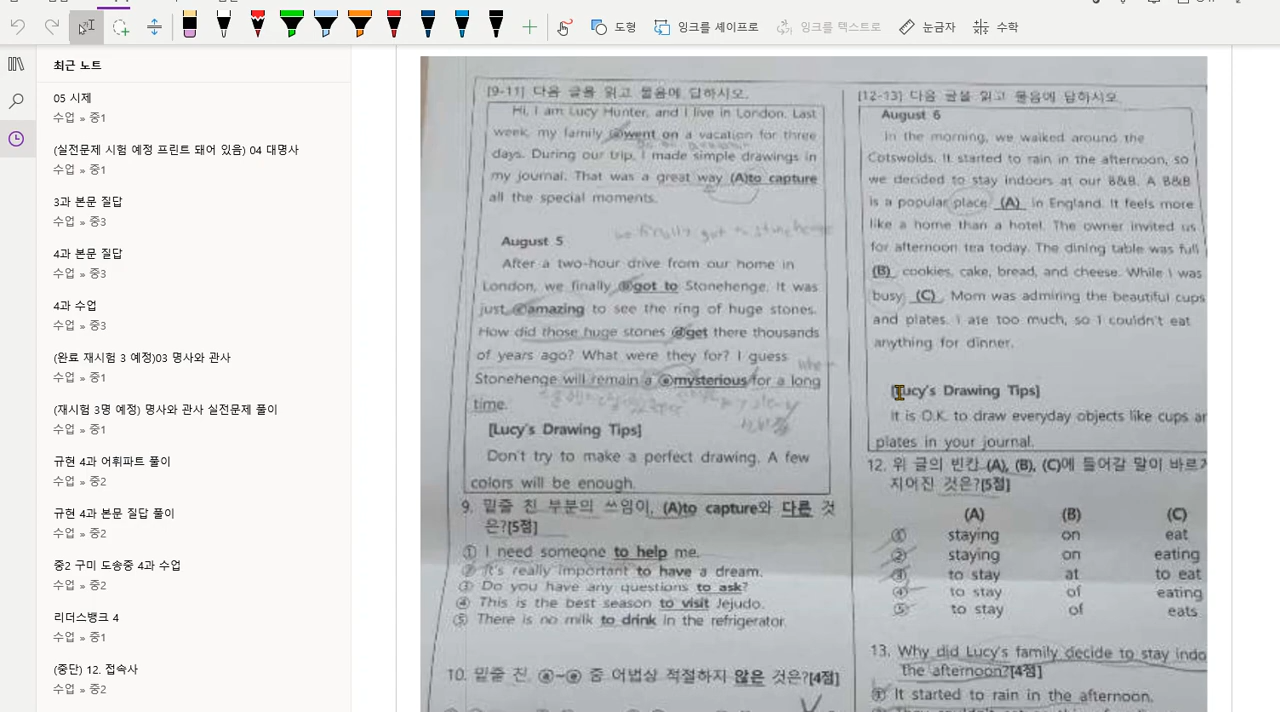 도형
잉크를 셰이프로
잉크를 텍스트로
눈금자
수학
최근 노트
05 시제
수업 » 중1
(실전문제 시험 예정 프린트 돼어 있음) 04 대명사
수업 » 중1
3과 본문 질답
수업 » 중3
4과 본문 질답
수업 » 중3
4과 수업
수업 » 중3
(완료 재시험 3 예정)03 명사와 관사
수업 » 중1
(재시험 3명 예정) 명사와 관사 실전문제 풀이
수업 » 중1
규현 4과 어휘파트 풀이
수업 » 중2
규현 4과 본문 질답 풀이
수업 » 중2
중2 구미 도송중 4과 수업
수업 » 중2
리더스뱅크 4
수업 » 중1
(중단) 12. 접속사
수업 » 중2
[9-11] 다음 글을 읽고 물음에 답하시오.
Hi, I am Lucy Hunter, and I live in London. Last
week, my family ⓐwent on a vacation for three
days. During our trip, I made simple drawings in
my journal. That was a great way (A)to capture
all the special moments.
we finally got to stonehenge
August 5
After a two-hour drive from our home in
London, we finally ⓑgot to Stonehenge. It was
just ⓒamazing to see the ring of huge stones.
How did those huge stones ⓓget there thousands
of years ago? What were they for? I guess
Stonehenge will remain a ⓔmysterious for a long
time.
[Lucy's Drawing Tips]
Don't try to make a perfect drawing. A few
colors will be enough.
9. 밑줄 친 부분의 쓰임이, (A)to capture와 다른 것
은?[5점]
① I need someone to help me.
② It's really important to have a dream.
③ Do you have any questions to ask?
④ This is the best season to visit Jejudo.
⑤ There is no milk to drink in the refrigerator.
10. 밑줄 친 ⓐ~ⓔ 중 어법상 적절하지 않은 것은?[4점]
[12-13] 다음 글을 읽고 물음에 답하시오.
August 6
In the morning, we walked around the
Cotswolds. It started to rain in the afternoon, so
we decided to stay indoors at our B&B. A B&B
is a popular place (A) in England. It feels more
like a home than a hotel. The owner invited us
for afternoon tea today. The dining table was full
(B) cookies, cake, bread, and cheese. While I was
busy (C), Mom was admiring the beautiful cups
and plates. I ate too much, so I couldn't eat
anything for dinner.
[Lucy's Drawing Tips]
It is O.K. to draw everyday objects like cups ar
plates in your journal.
12. 위 글의 빈칸 (A), (B), (C)에 들어갈 말이 바르게
지어진 것은?[5점]
(A) (B) (C)
① staying on eat
② staying on eating
③ to stay at to eat
④ to stay of eating
⑤ to stay of eats
13. Why did Lucy's family decide to stay indo
the afternoon?[4점]
① It started to rain in the afternoon.